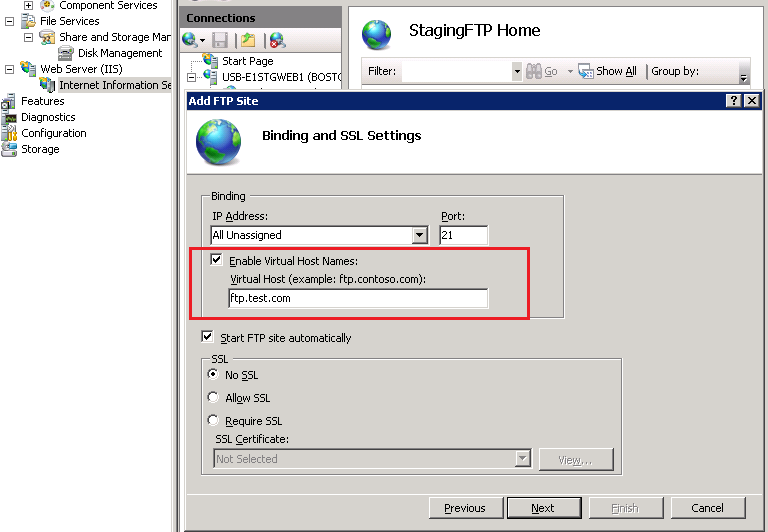 Component Services
File Services
Share and Storage Mar
Disk Management
Web Server (IIS)
Internet Information Se
Features
Diagnostics
Configuration
Storage
Connections
Start Page
USB-E1STGWEB1 (BOSTO
StagingFTP Home
Filter:
Go
Show All
Group by:
Add FTP Site
Binding and SSL Settings
Binding
IP Address:
Port:
All Unassigned
21
Enable Virtual Host Names:
Virtual Host (example: ftp.contoso.com):
ftp.test.com
Start FTP site automatically
SSL
No SSL
Allow SSL
Require SSL
SSL Certificate:
Not Selected
View...
Previous
Next
Finish
Cancel